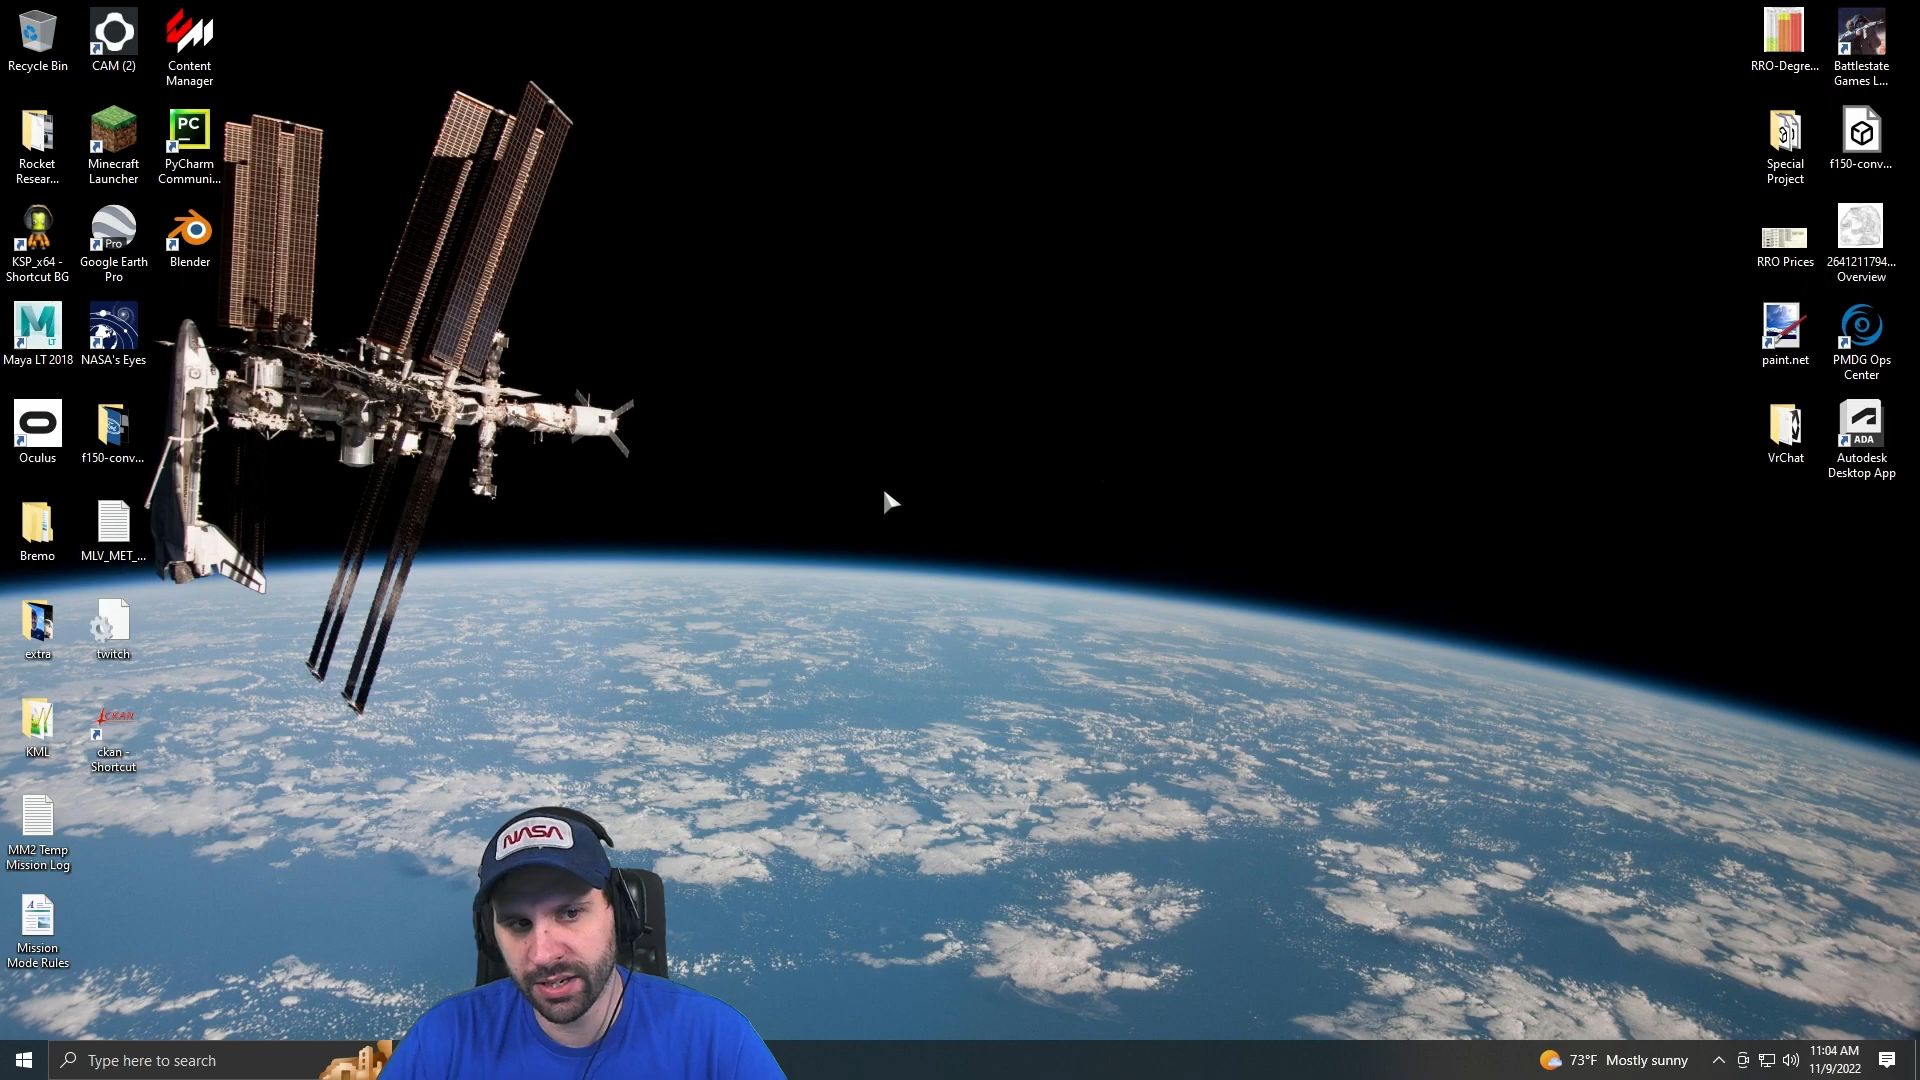 Recycle Bin
CAM (2)
Content
Manager
Rocket
Resear...
Minecraft
Launcher
PC
PyCharm
Communi...
KSP_x64 -
Shortcut BG
Pro
Google Earth
Pro
Blender
LT
Maya LT 2018
NASA's Eyes
Oculus
f150-conv...
Bremo
MLV_MET_...
extra
twitch
KML
CKAN
ckan -
Shortcut
MM2 Temp
Mission Log
Mission
Mode Rules
RRO-Degre...
Battlestate
Games L...
Special
Project
f150-conv...
RRO Prices
2641211794...
Overview
paint.net
PMDG Ops
Center
VrChat
ADA
Autodesk
Desktop App
NASA
Type here to search
73°F Mostly sunny
11:04 AM
11/9/2022